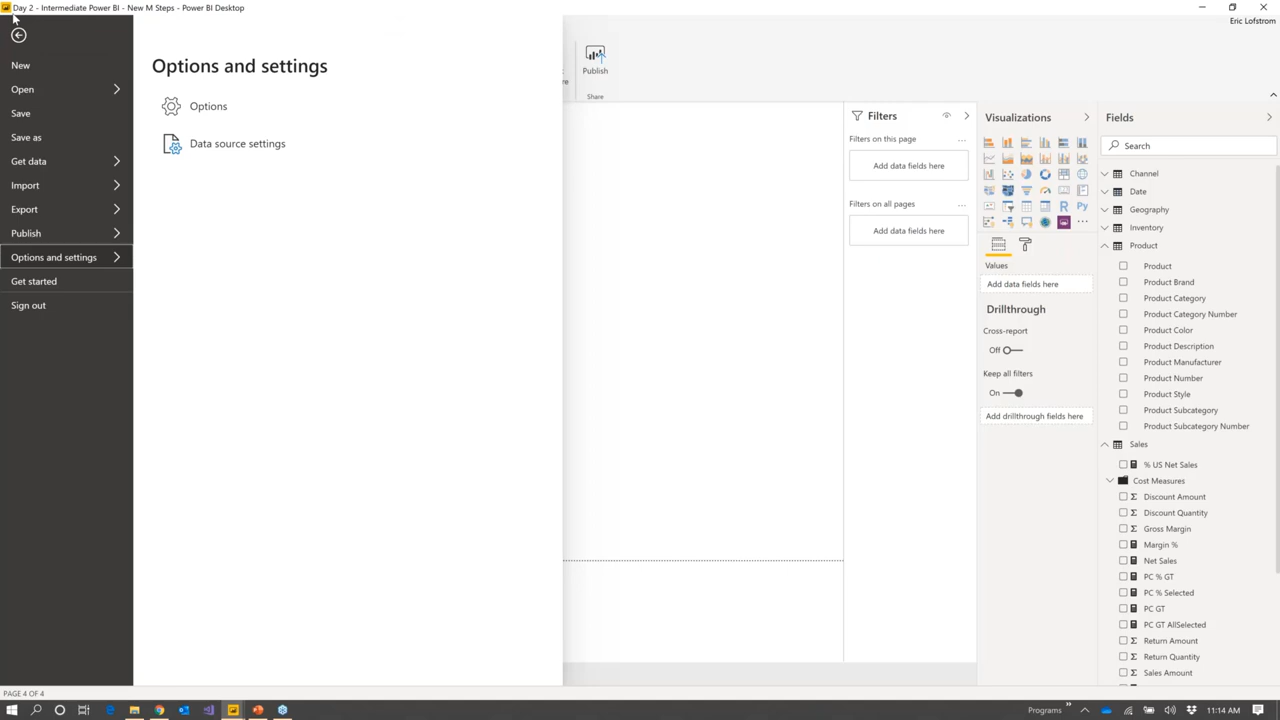 Day 2 - Intermediate Power BI - New M Steps - Power BI Desktop
Eric Lofstrom
New
Open
Save
Save as
Get data
Import
Export
Publish
Options and settings
Get started
Sign out
Options and settings
Options
Data source settings
Publish
Share
Filters
Filters on this page
...
Add data fields here
Filters on all pages
...
Add data fields here
Visualizations
R
Py
...
Values
Add data fields here
Drillthrough
Cross-report
Off
Keep all filters
On
Add drillthrough fields here
Fields
Search
Channel
Date
Geography
Inventory
Product
Product
Product Brand
Product Category
Product Category Number
Product Color
Product Description
Product Manufacturer
Product Number
Product Style
Product Subcategory
Product Subcategory Number
Sales
% US Net Sales
Cost Measures
Σ Discount Amount
Σ Discount Quantity
Σ Gross Margin
Margin %
Net Sales
PC % GT
PC % Selected
PC GT
PC GT AllSelected
Σ Return Amount
Σ Return Quantity
Σ Sales Amount
PAGE 4 OF 4
Programs
11:14 AM